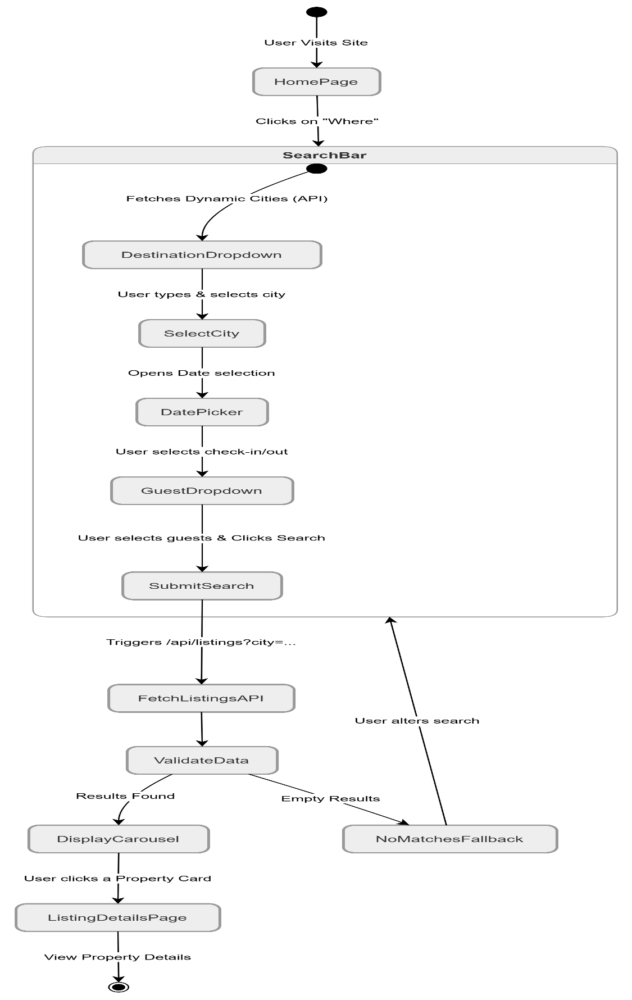 User Visits Site
HomePage
Clicks on "Where"
SearchBar
Fetches Dynamic Cities (API)
DestinationDropdown
User types & selects city
SelectCity
Opens Date selection
DatePicker
User selects check-in/out
GuestDropdown
User selects guests & Clicks Search
SubmitSearch
Triggers /api/listings?city=...
FetchListingsAPI
User alters search
ValidateData
Results Found
Empty Results
DisplayCarousel
NoMatchesFallback
User clicks a Property Card
ListingDetailsPage
View Property Details